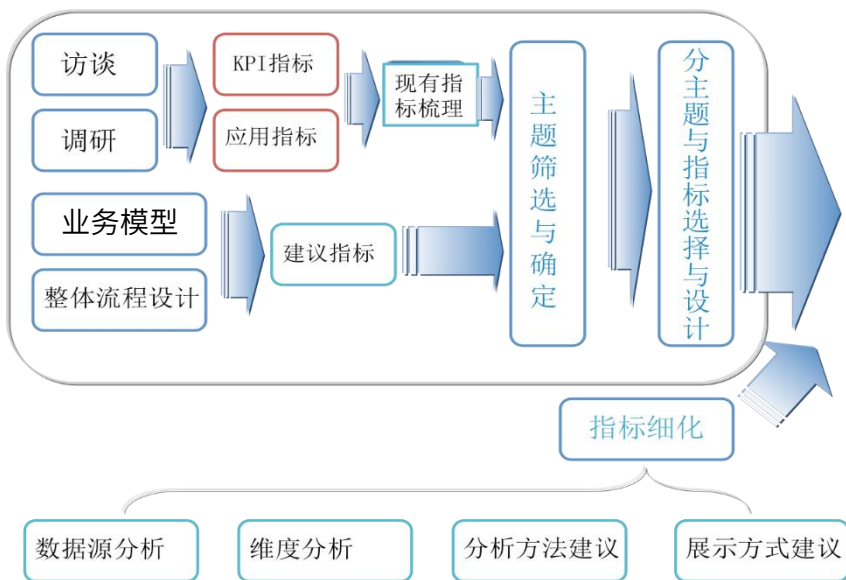 访谈
调研
KPI指标
应用指标
现有指
标梳理
业务模型
整体流程设计
建议指标
主题筛选与确定
分主题与指标选择与设计
指标细化
数据源分析
维度分析
分析方法建议
展示方式建议